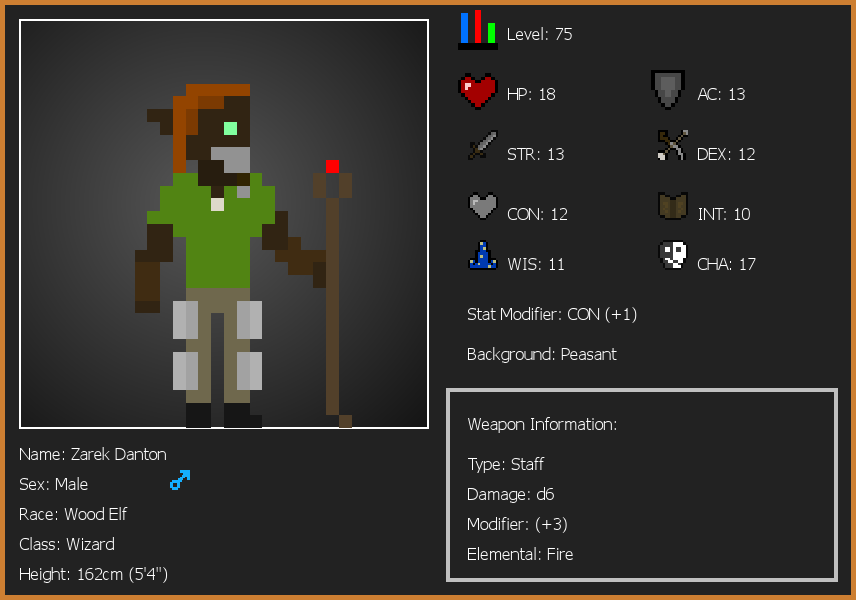 Level: 75
HP: 18
AC: 13
STR: 13
DEX: 12
CON: 12
INT: 10
WIS: 11
CHA: 17
Stat Modifier: CON (+1)
Background: Peasant
Weapon Information:
Type: Staff
Damage: d6
Modifier: (+3)
Elemental: Fire
Name: Zarek Danton
Sex: Male
Race: Wood Elf
Class: Wizard
Height: 162cm (5'4")